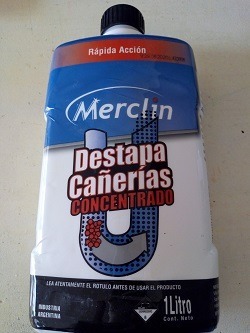 Rápida Acción
Merclin
Destapa
Cañerías
CONCENTRADO
LEA ATENTAMENTE EL ROTULO ANTES DE USAR EL PRODUCTO
INDUSTRIA
ARGENTINA
1Litro
Cont. Neto